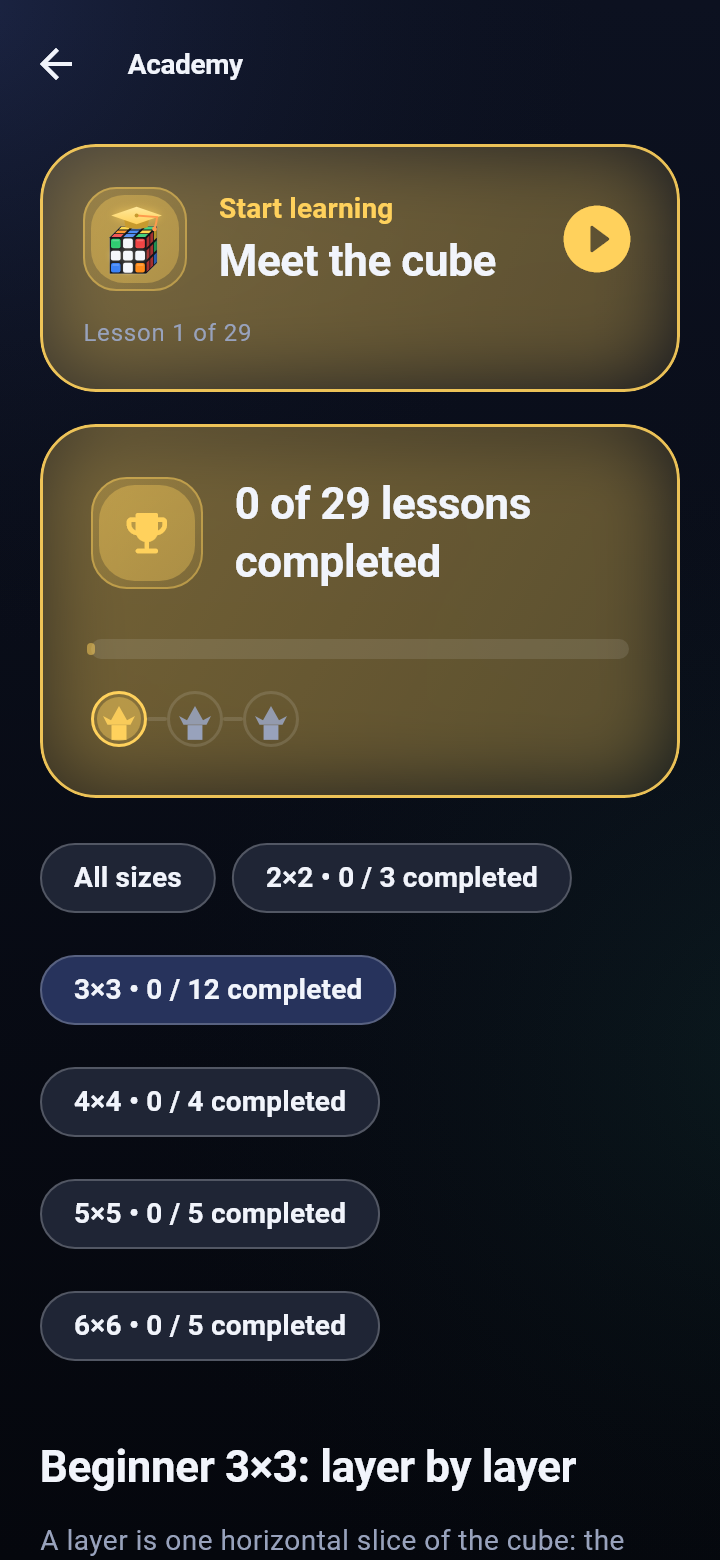 Academy
Start learning
Meet the cube
Lesson 1 of 29
0 of 29 lessons
completed
All sizes
2×2 • 0 / 3 completed
3×3 • 0 / 12 completed
4×4 • 0 / 4 completed
5×5 • 0 / 5 completed
6×6 • 0 / 5 completed
Beginner 3×3: layer by layer
A layer is one horizontal slice of the cube: the